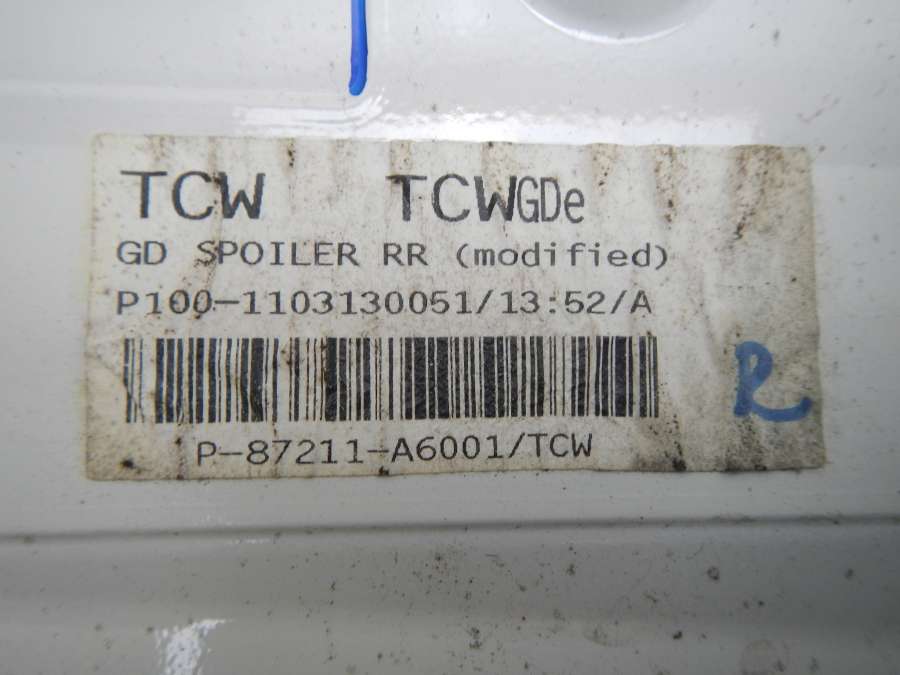 TCW TCWGDe
GD SPOILER RR (modified)
P100-1103130051/13:52/A
R
P-87211-A6001/TCW